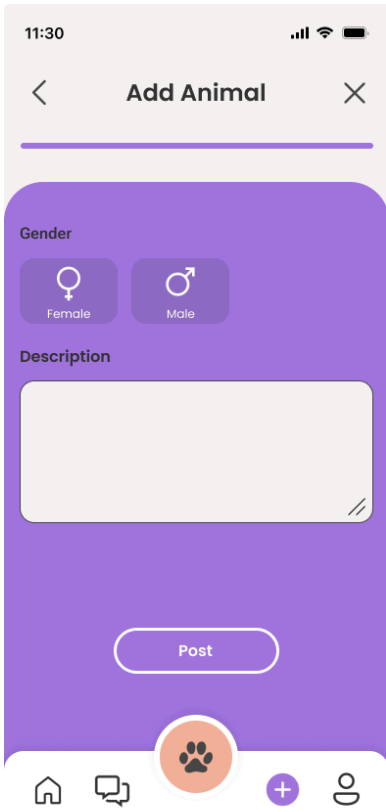 11:30
Add Animal
Gender
Female Male
Description
Post